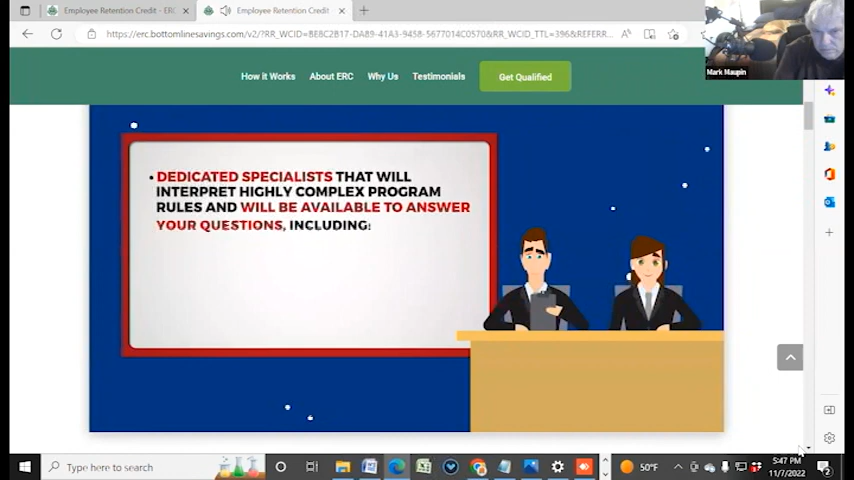 Employee Retention Credit - ERC
Employee Retention Credit
https://erc.bottomlinesavings.com/v2/?RR_WCID=BE8C2B17-DA89-41A3-9458-5677014C0570&RR_WCID_TTL=396&REFERR...
Mark Maupin
How it Works
About ERC
Why Us
Testimonials
Get Qualified
• DEDICATED SPECIALISTS THAT WILL
INTERPRET HIGHLY COMPLEX PROGRAM
RULES AND WILL BE AVAILABLE TO ANSWER
YOUR QUESTIONS, INCLUDING:
Type here to search
50°F
5:47 PM
11/7/2022